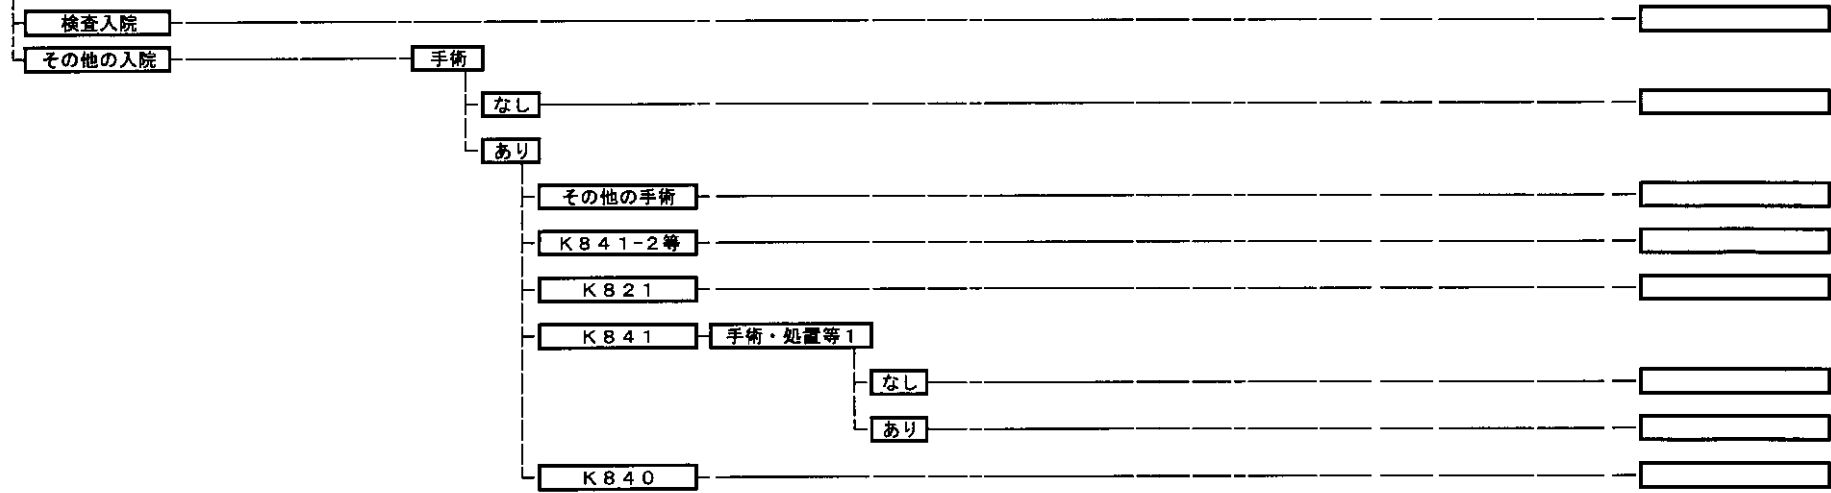 検査入院
その他の入院
手術
なし
あり
その他の手術
K841-2等
K821
K841
手術・処置等1
なし
あり
K840